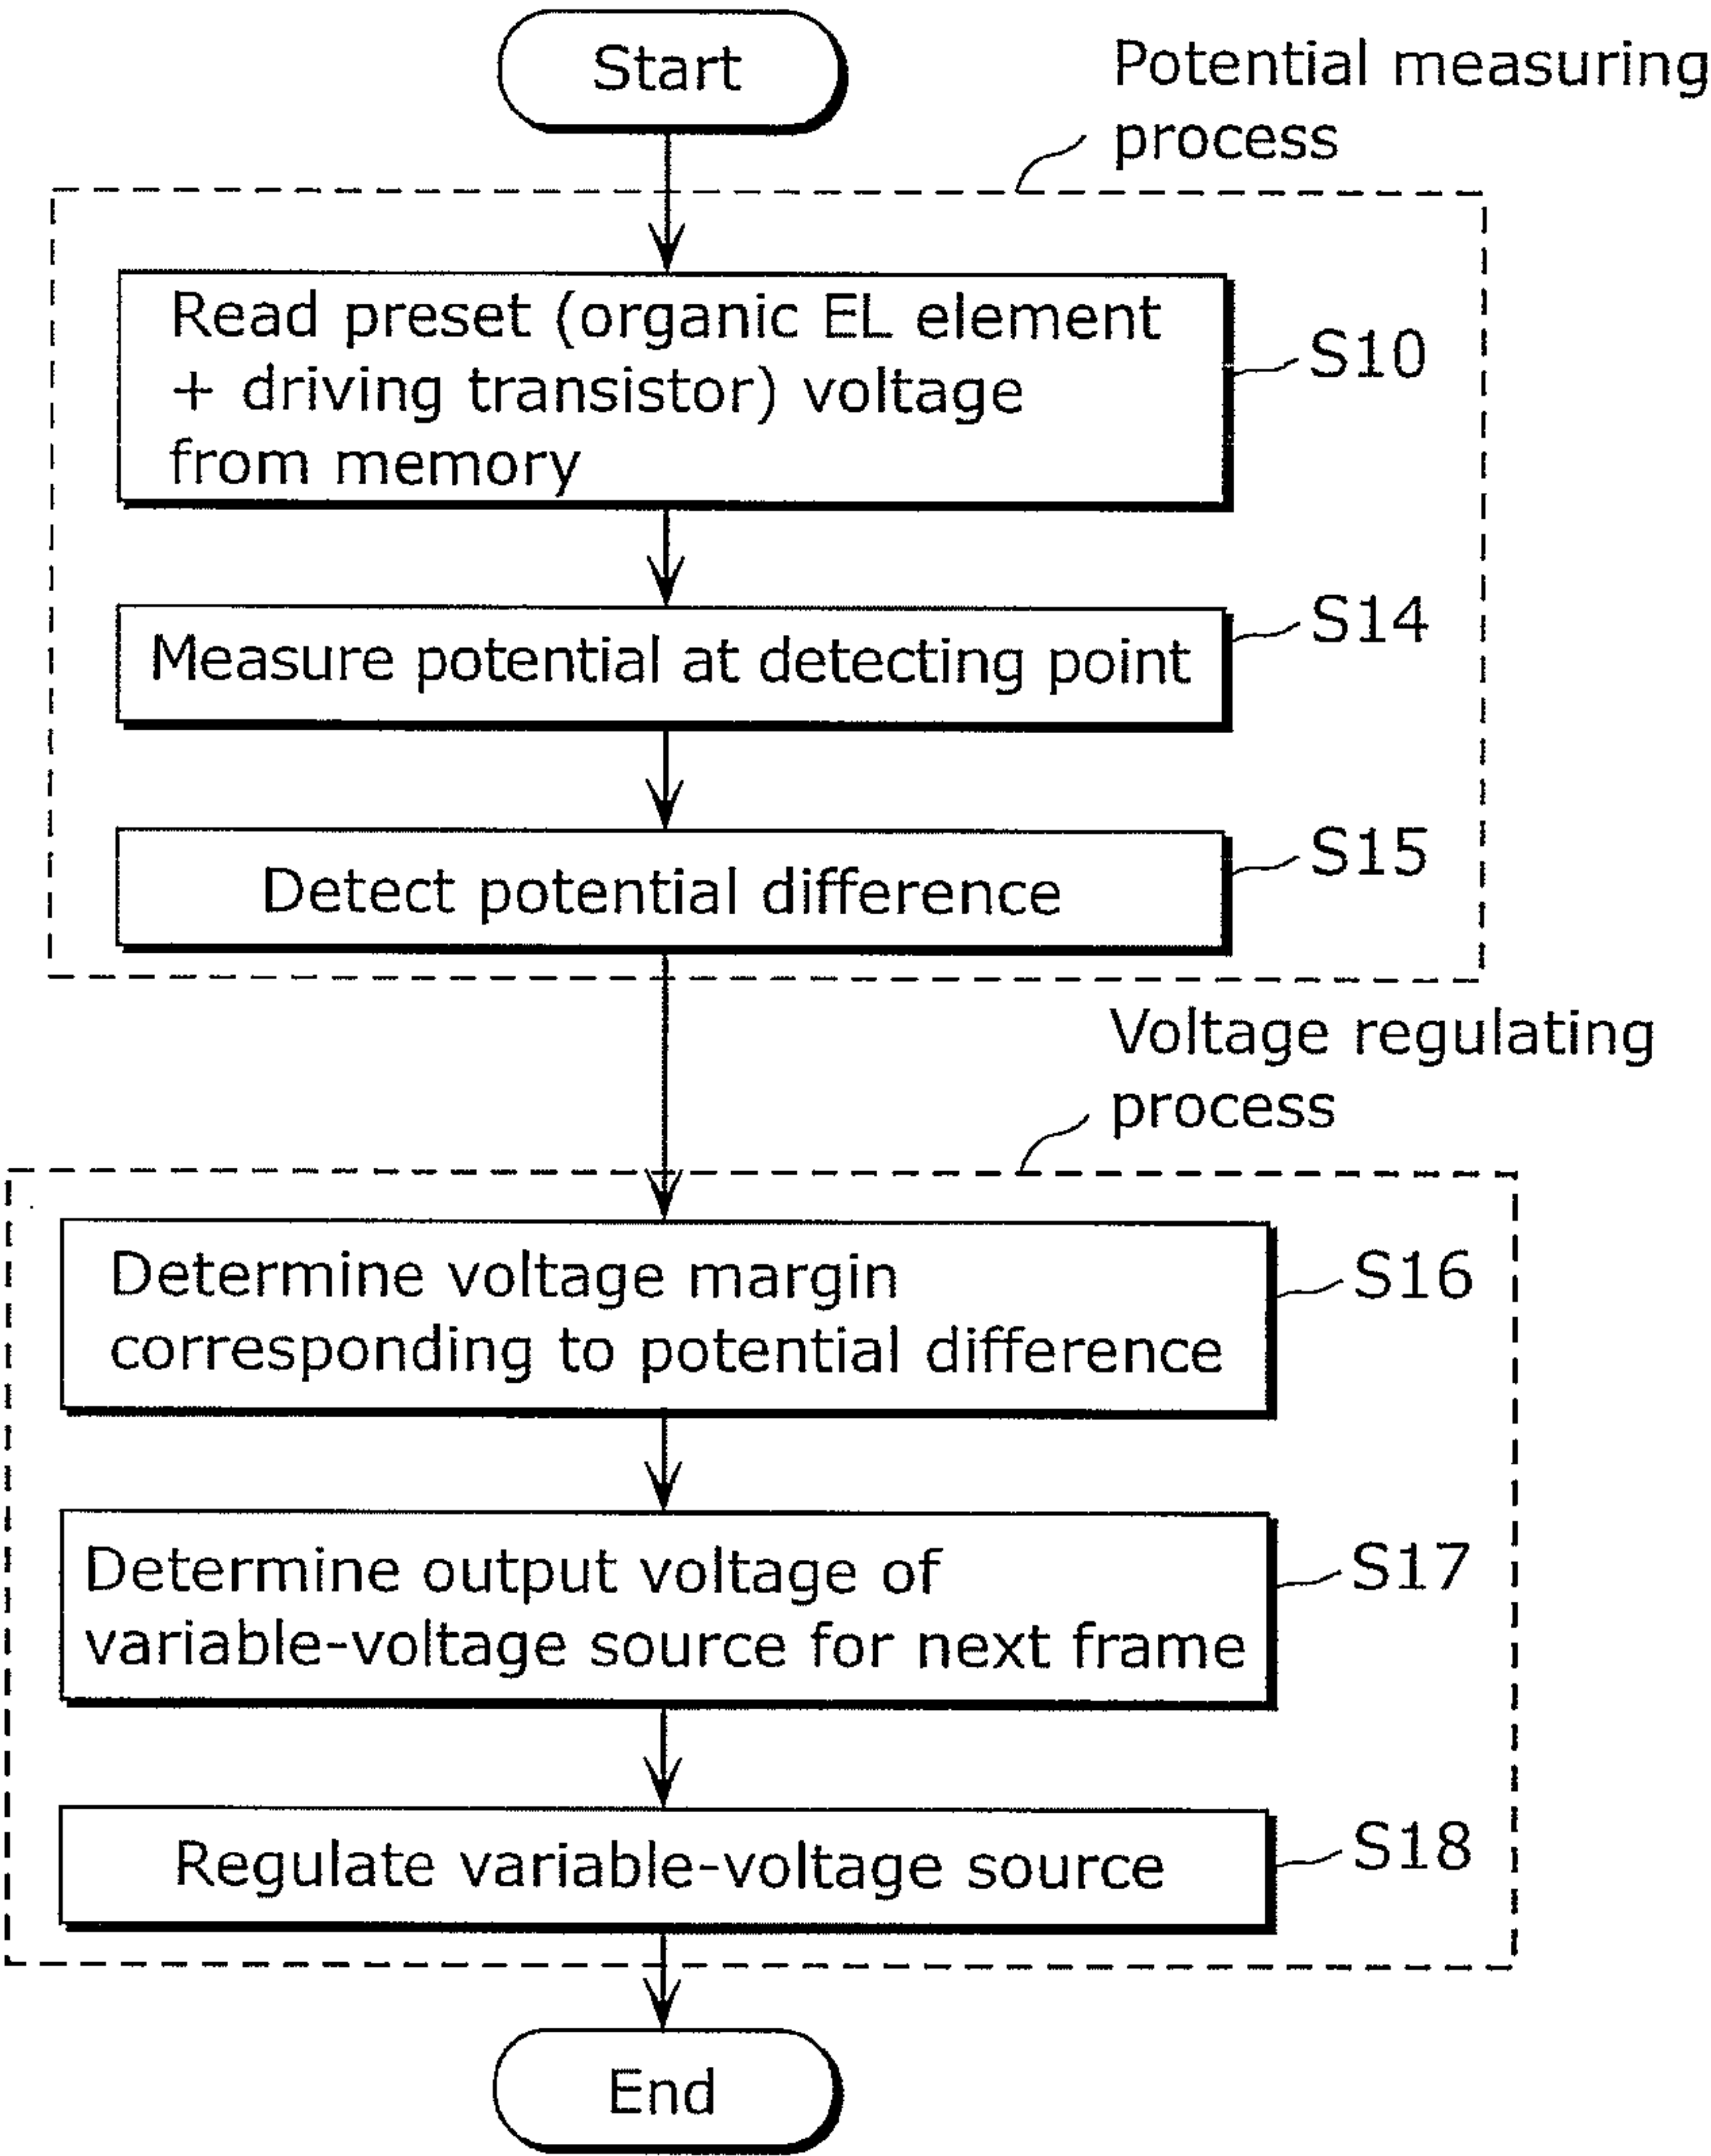 Start
Potential measuring
process
Read preset (organic EL element
+ driving transistor) voltage
from memory
S10
Measure potential at detecting point
S14
Detect potential difference
S15
Voltage regulating
process
Determine voltage margin
corresponding to potential difference
S16
Determine output voltage of
variable-voltage source for next frame
S17
Regulate variable-voltage source
S18
End